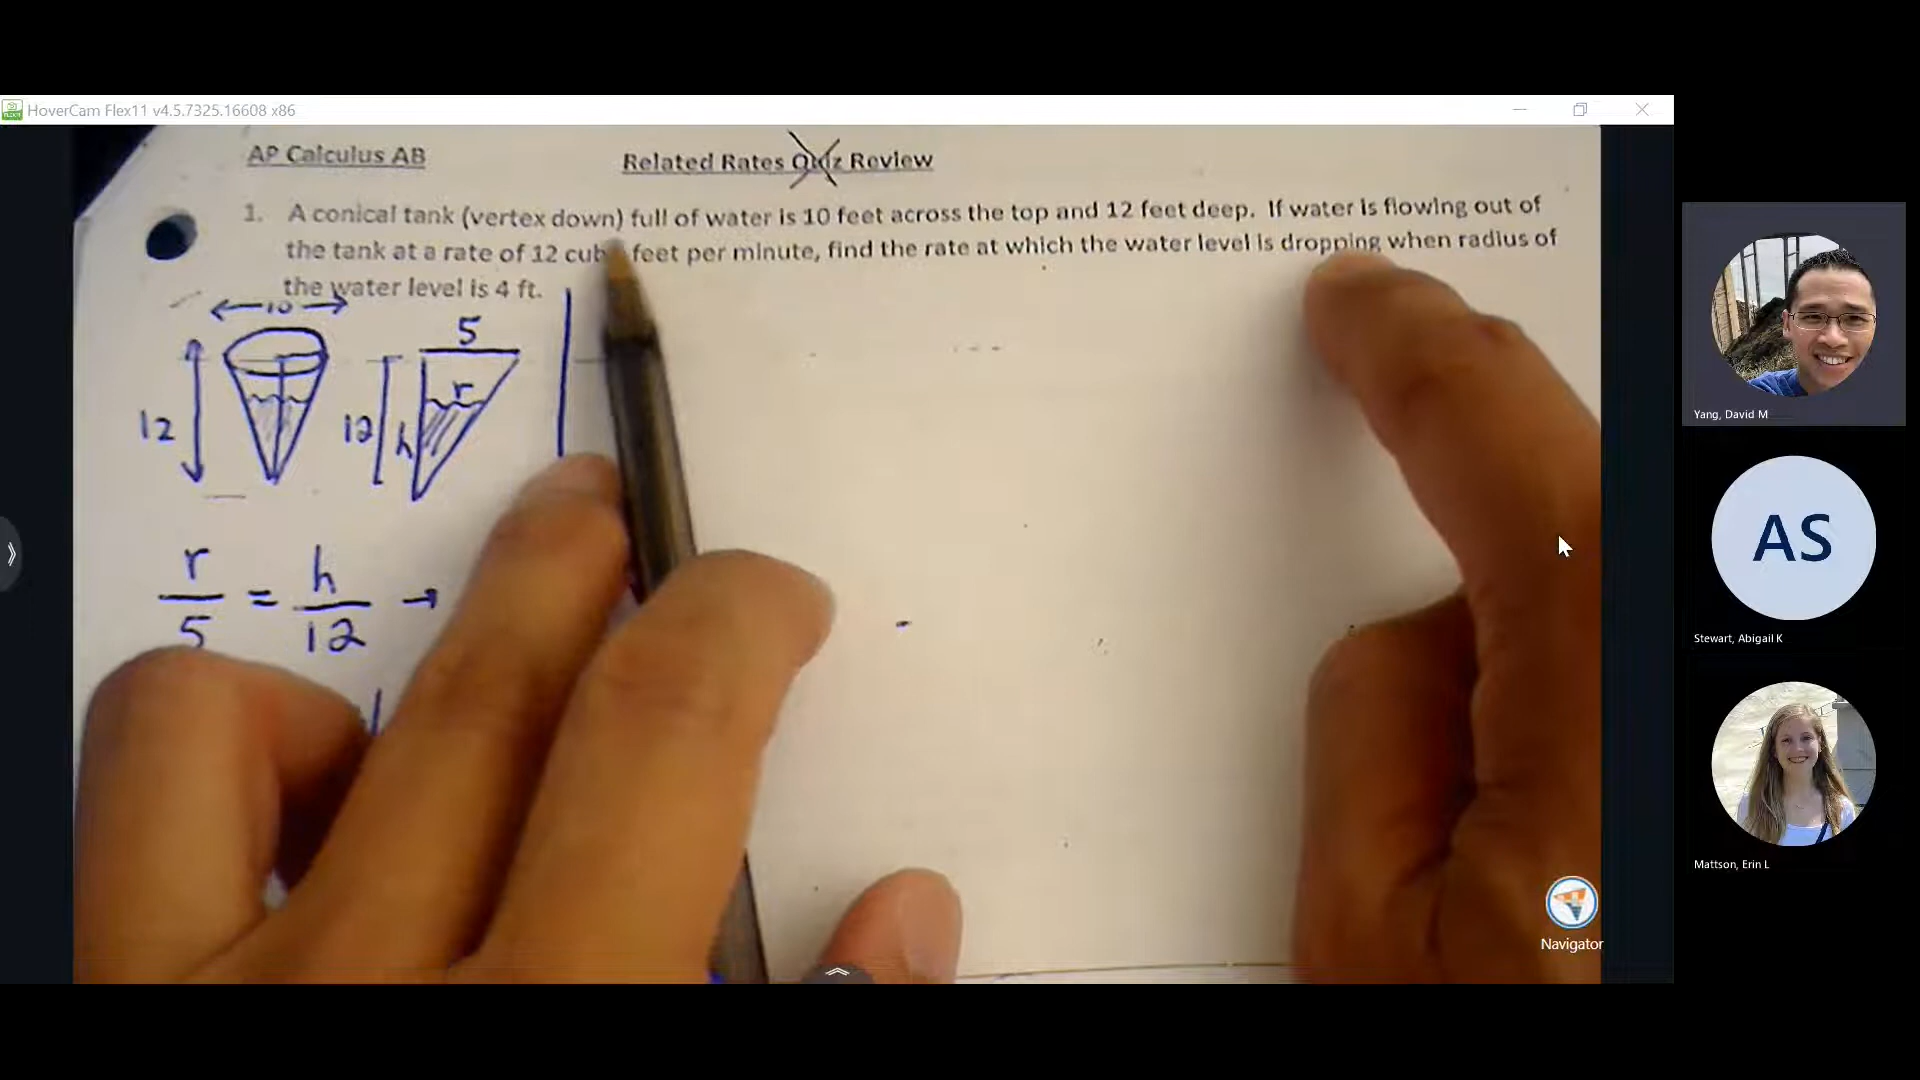 HoverCam Flex11 v4.5.7325.16608 x86
AP Calculus AB
Related Rates Quiz Review
1. A conical tank (vertex down) full of water is 10 feet across the top and 12 feet deep. If water is flowing out of
the tank at a rate of 12 feet per minute, find the rate at which the water level is dropping when radius of
the water level is 4 ft.
10
5
r
12
12
h
r
5
=
h
12
→
Yang, David M
AS
Stewart, Abigail K
Mattson, Erin L
Navigator